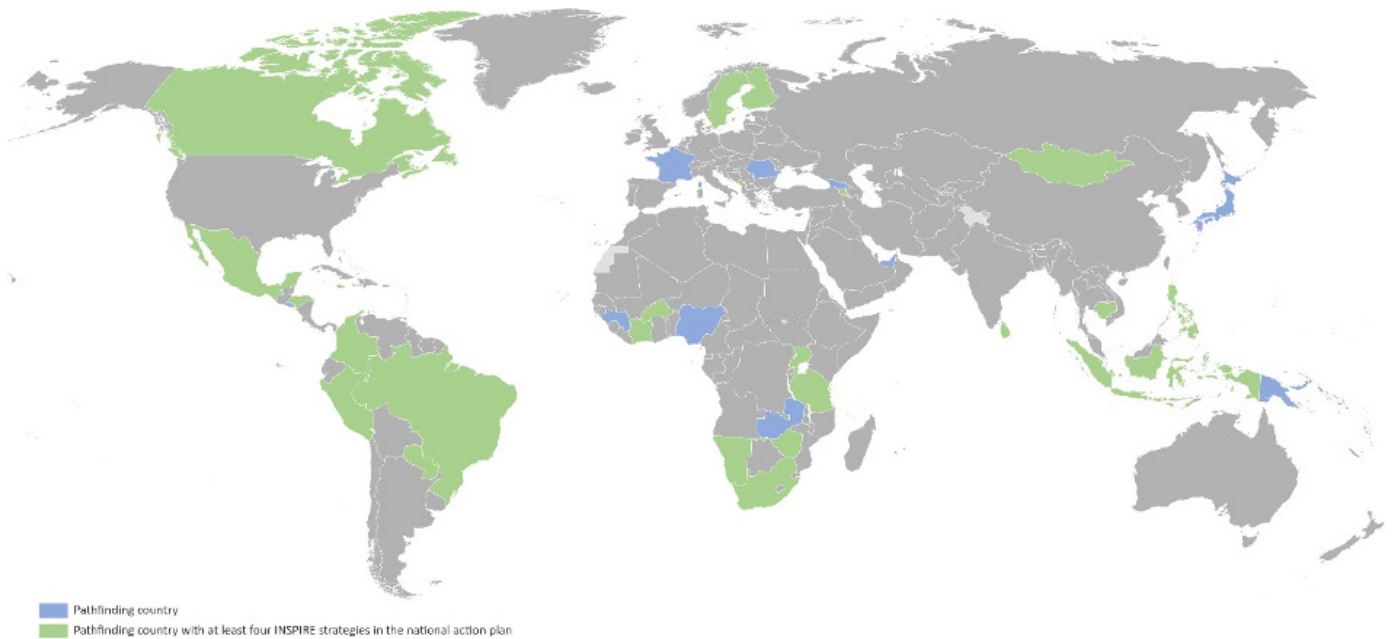 Pathfinding country
Pathfinding country with at least four INSPIRE strategies in the national action plan